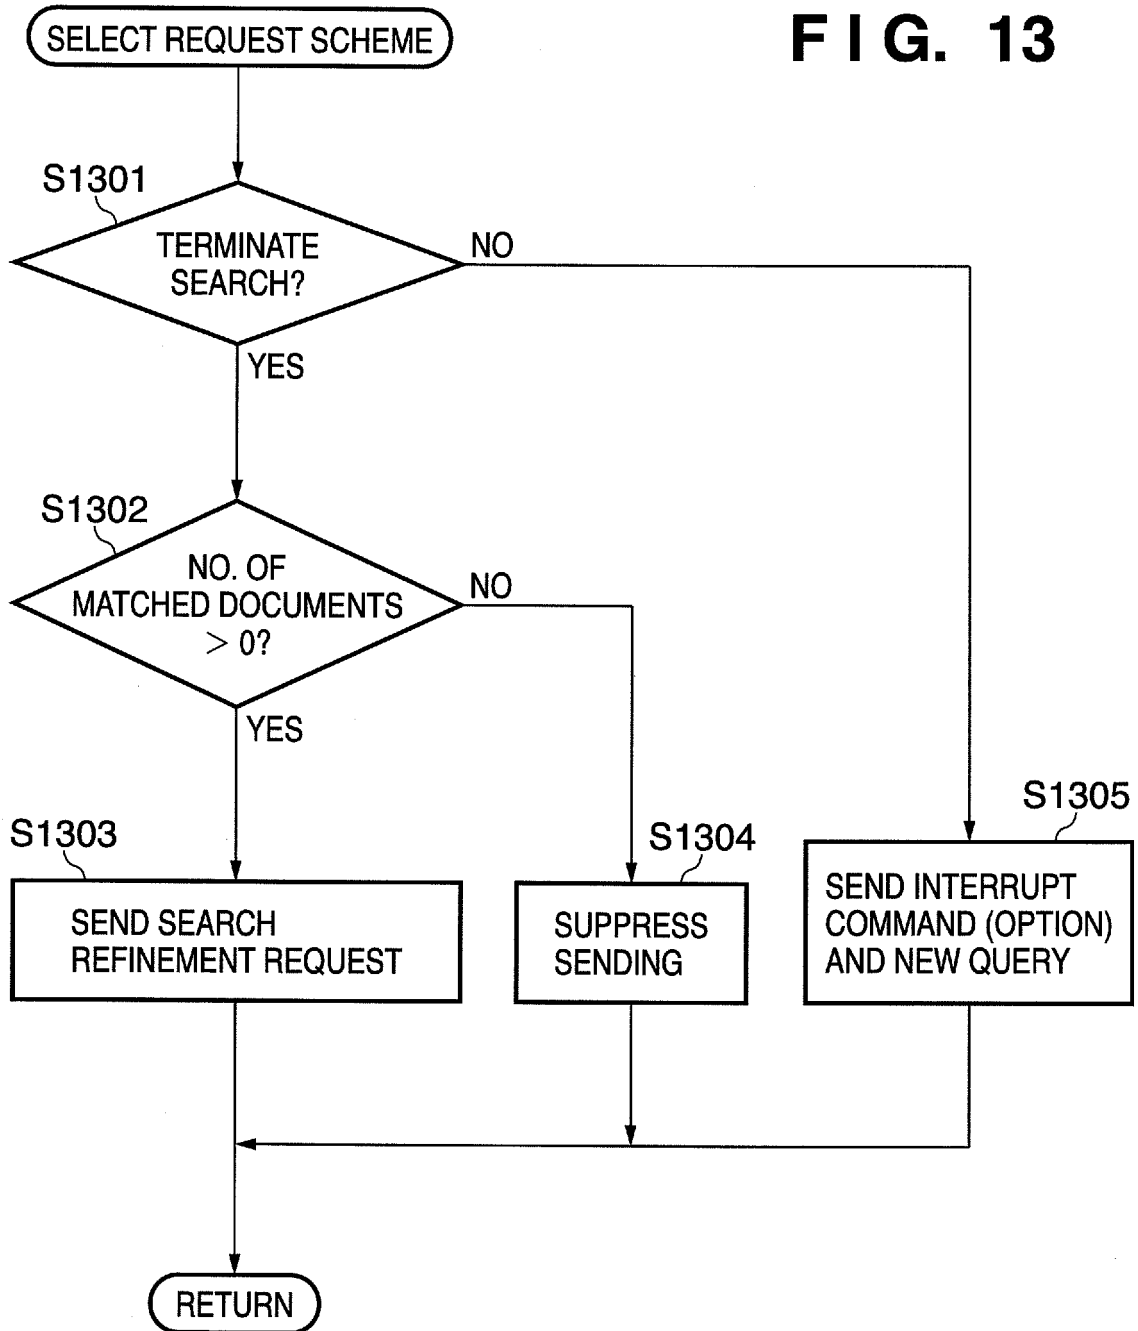 SELECT REQUEST SCHEME
F I G. 13
S1301
TERMINATE
SEARCH?
NO
YES
S1302
NO. OF
MATCHED DOCUMENTS
> 0?
NO
YES
S1303
SEND SEARCH
REFINEMENT REQUEST
S1304
SUPPRESS
SENDING
S1305
SEND INTERRUPT
COMMAND (OPTION)
AND NEW QUERY
RETURN